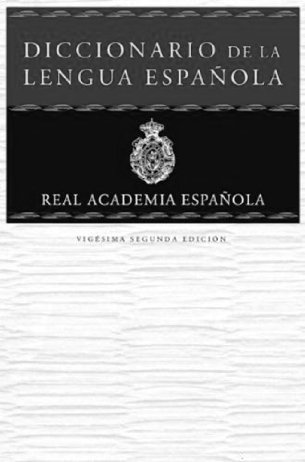 DICCIONARIO DE LA
LENGUA ESPAÑOLA
REAL ACADEMIA ESPAÑOLA
VIGÉSIMA SEGUNDA EDICIÓN